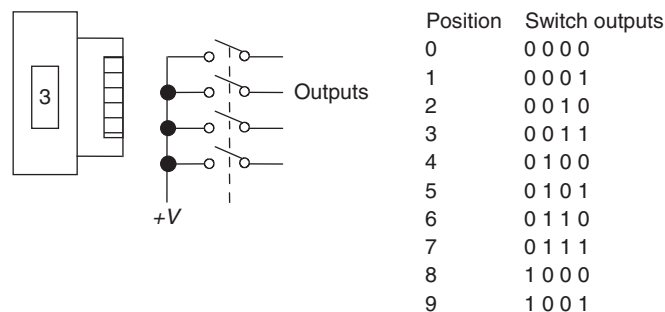 3
Outputs
+V
Position Switch outputs
0 0 0 0 0
1 0 0 0 1
2 0 0 1 0
3 0 0 1 1
4 0 1 0 0
5 0 1 0 1
6 0 1 1 0
7 0 1 1 1
8 1 0 0 0
9 1 0 0 1